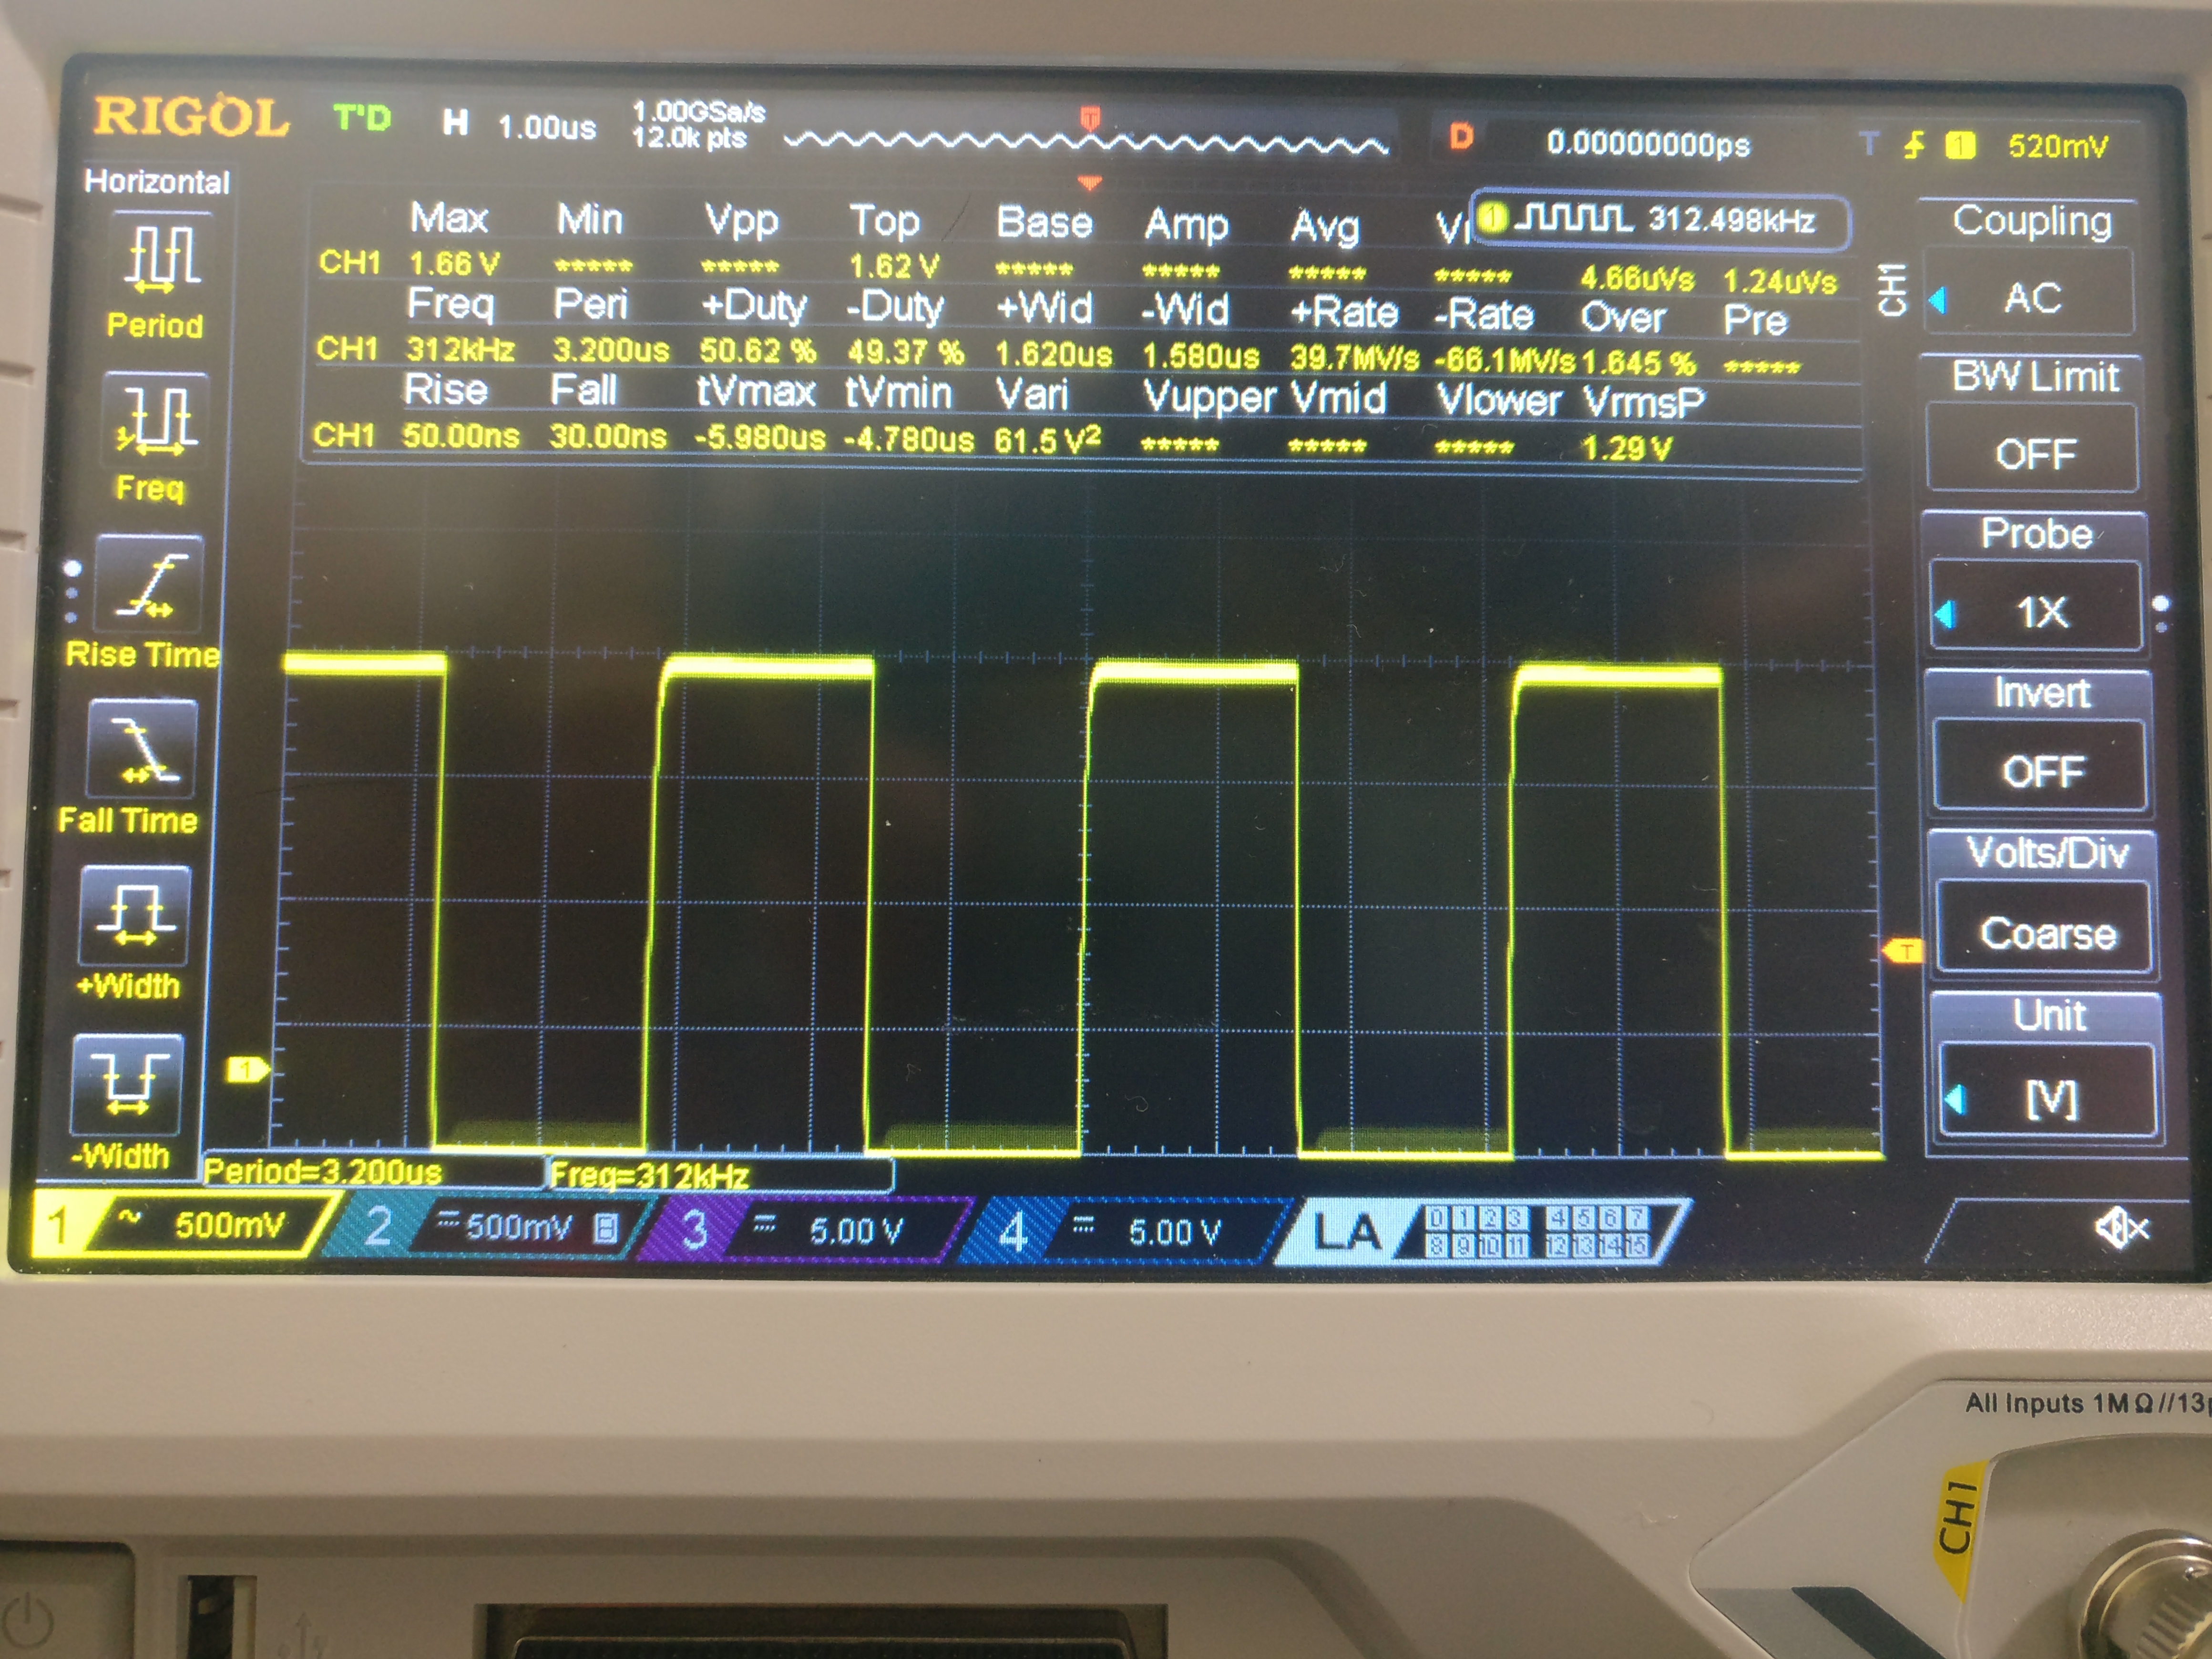 RIGOL T'D H 1.00us 1.00GSa/s D 0.00000000ps T 1 520mV
12.0k pts
Horizontal
Period
Freq
Rise Time
Fall Time
+Width
-Width
Max Min Vpp Top Base Amp Avg 1 312.498kHz
CH1 1.66 V ***** ***** 1.62 V ***** ***** ***** ***** 4.66uVs 1.24uVs
Freq Peri +Duty -Duty +Wid -Wid +Rate -Rate Over Pre
CH1 312kHz 3.200us 50.62 % 49.37 % 1.620us 1.580us 39.7MV/s -66.1MV/s 1.645 % *****
Rise Fall tVmax tVmin Vari Vupper Vmid Vlower VrmsP
CH1 50.00ns 30.00ns -5.980us -4.780us 61.5 V² ***** ***** ***** 1.29 V
T
1
CH1
Coupling
AC
BW Limit
OFF
Probe
1X
Invert
OFF
Volts/Div
Coarse
Unit
[V]
Period=3.200us Freq=312kHz
1 500mV 2 500mV B 3 5.00 V 4 5.00 V LA 0 1 2 3 4 5 6 7
8 9 10 11 12 13 14 15
All Inputs 1MΩ//13
CH1